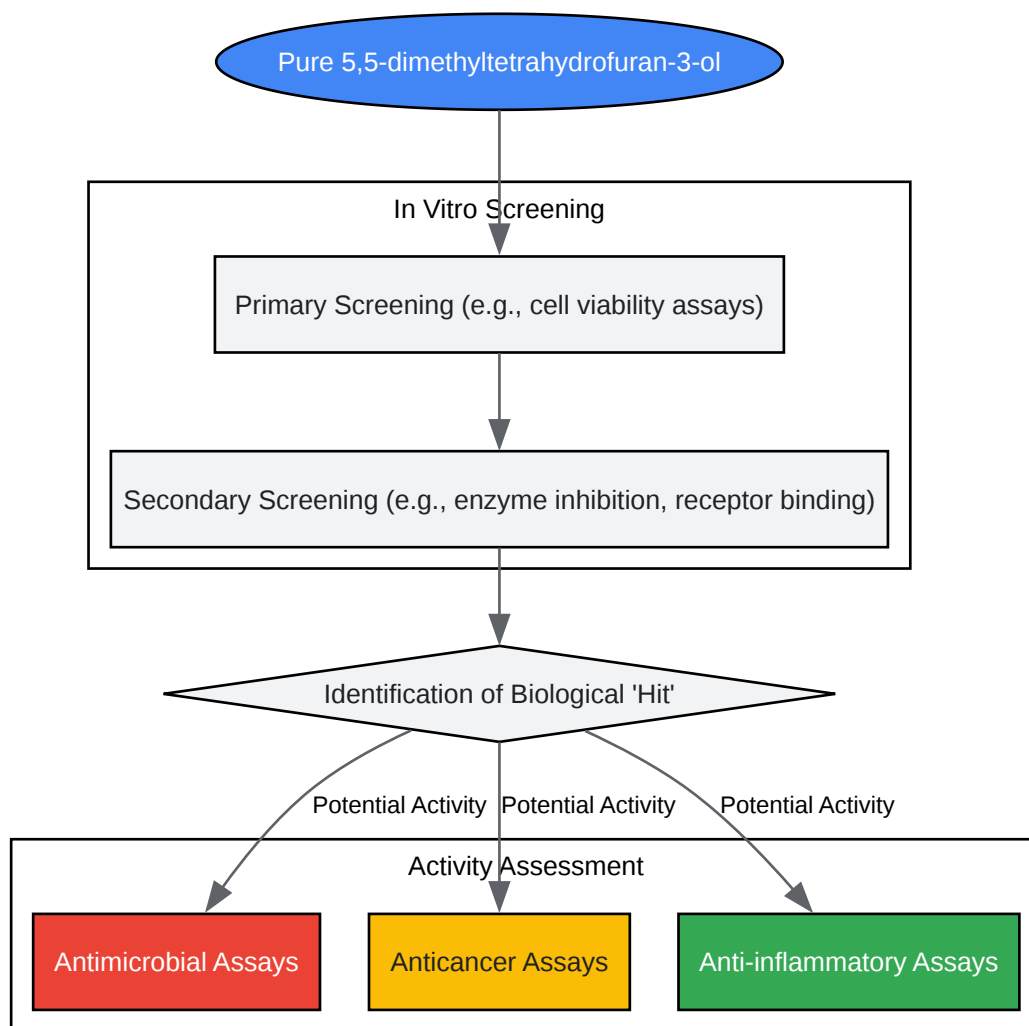 Pure 5,5-dimethyltetrahydrofuran-3-ol
In Vitro Screening
Primary Screening (e.g., cell viability assays)
Secondary Screening (e.g., enzyme inhibition, receptor binding)
Identification of Biological 'Hit'
Potential Activity
Potential Activity
Potential Activity
Activity Assessment
Antimicrobial Assays
Anticancer Assays
Anti-inflammatory Assays